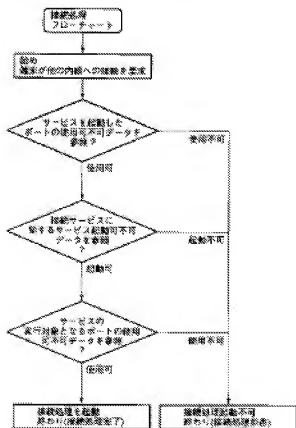 接続処理
フローチャート
始め
端末が他の内線への接続を要求
サービスを起動した
ポートの使用可不可データを
参照?
使用不可
使用可
接続サービスに
対するサービス起動可不可
データを参照
?
起動不可
起動可
サービスの
実行対象となるポートの使用
可不可データを参照
?
使用不可
使用可
接続処理を起動
終わり(接続処理完了)
接続処理起動不可
終わり(接続処理拒否)